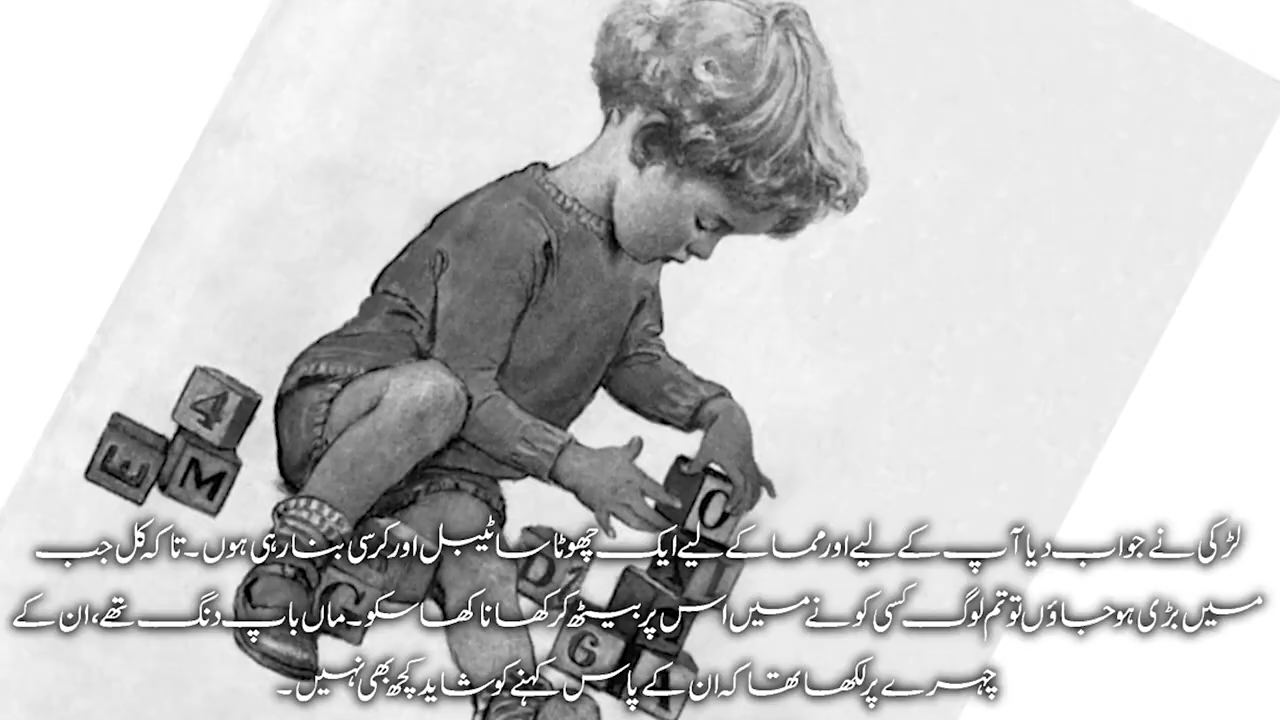 لڑکی نے جواب دیا آپ کے لیے اور مما کے لیے ایک چھوٹا سا ٹیبل اور کرسی بنا رہی ہوں۔ تاکہ کل جب
میں بڑی ہو جاؤں تو تم لوگ کسی کونے میں اس پر بیٹھ کر کھانا کھا سکو۔ ماں باپ دنگ تھے، ان کے
چہرے پر لکھا تھا کہ ان کے پاس کہنے کو شاید کچھ بھی نہیں۔
4
E M
C
6